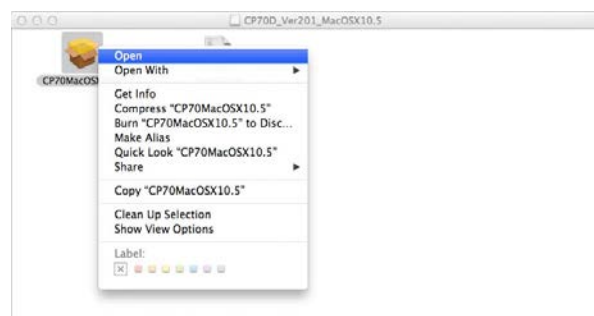 CP70D_Ver201_MacOSX10.5
CP70MacOS
Open
Open With
Get Info
Compress "CP70MacOSX10.5"
Burn "CP70MacOSX10.5" to Disc...
Make Alias
Quick Look "CP70MacOSX10.5"
Share
Copy "CP70MacOSX10.5"
Clean Up Selection
Show View Options
Label: